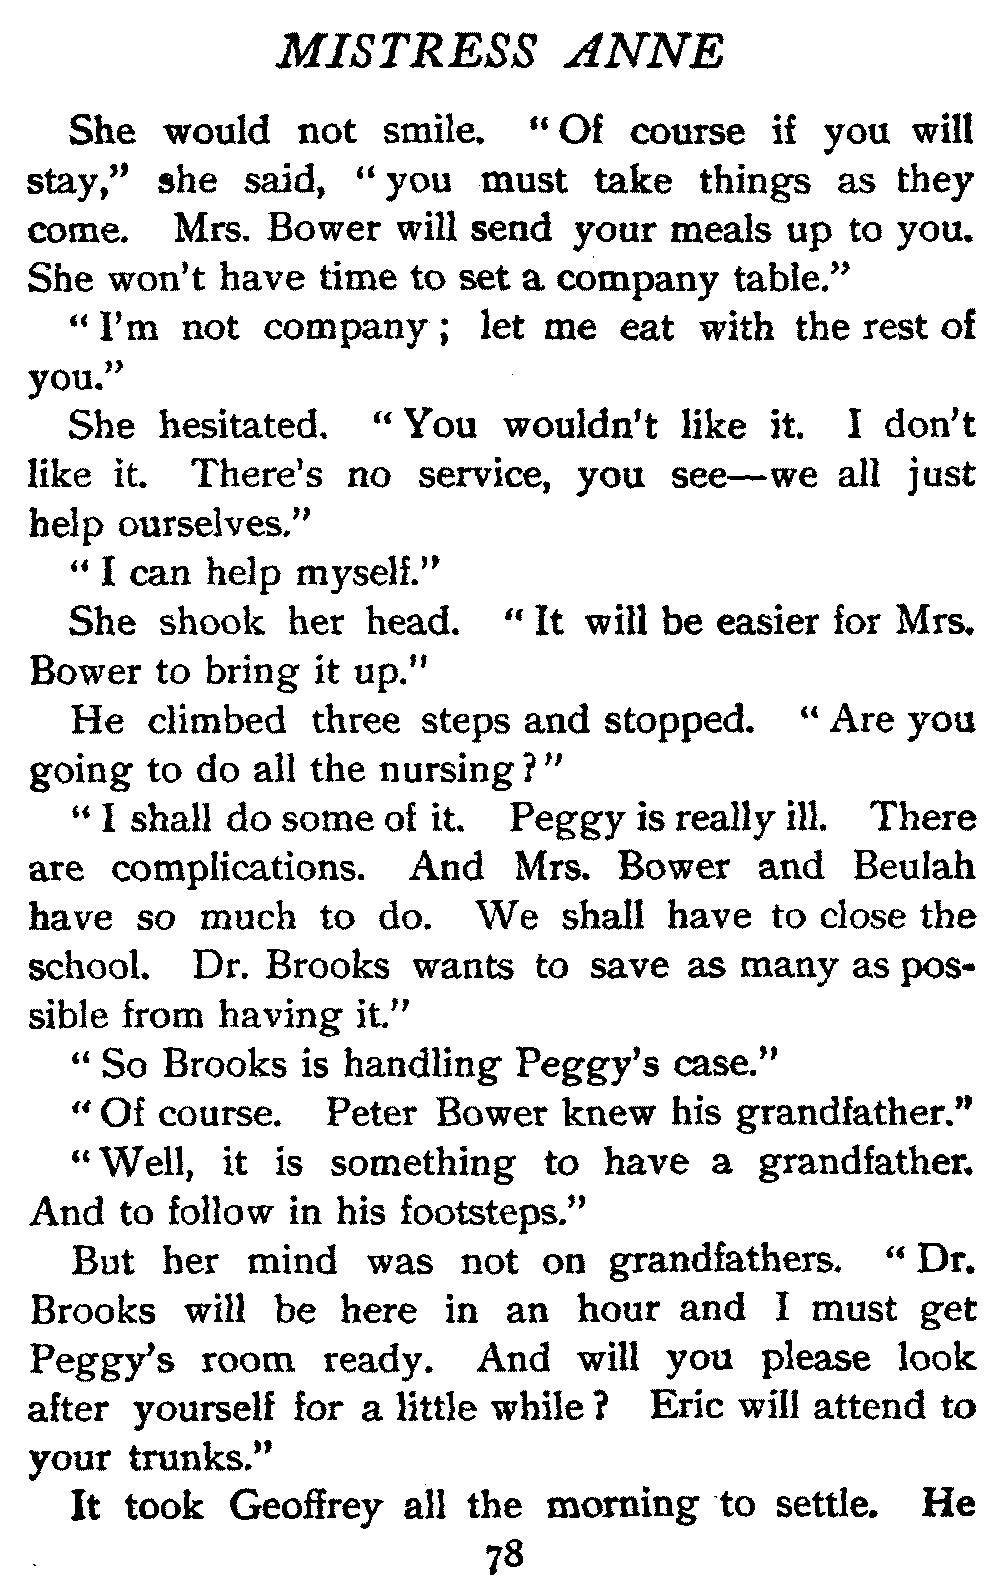 MISTRESS ANNE
She would not smile. "Of course if you will
stay," she said, "you must take things as they
come. Mrs. Bower will send your meals up to you.
She won't have time to set a company table."
"I'm not company; let me eat with the rest of
you."
She hesitated. "You wouldn't like it. I don't
like it. There's no service, you see—we all just
help ourselves."
"I can help myself."
She shook her head. "It will be easier for Mrs.
Bower to bring it up."
He climbed three steps and stopped. "Are you
going to do all the nursing?"
"I shall do some of it. Peggy is really ill. There
are complications. And Mrs. Bower and Beulah
have so much to do. We shall have to close the
school. Dr. Brooks wants to save as many as pos-
sible from having it."
"So Brooks is handling Peggy's case."
"Of course. Peter Bower knew his grandfather."
"Well, it is something to have a grandfather.
And to follow in his footsteps."
But her mind was not on grandfathers. "Dr.
Brooks will be here in an hour and I must get
Peggy's room ready. And will you please look
after yourself for a little while? Eric will attend to
your trunks."
It took Geoffrey all the morning to settle. He
78